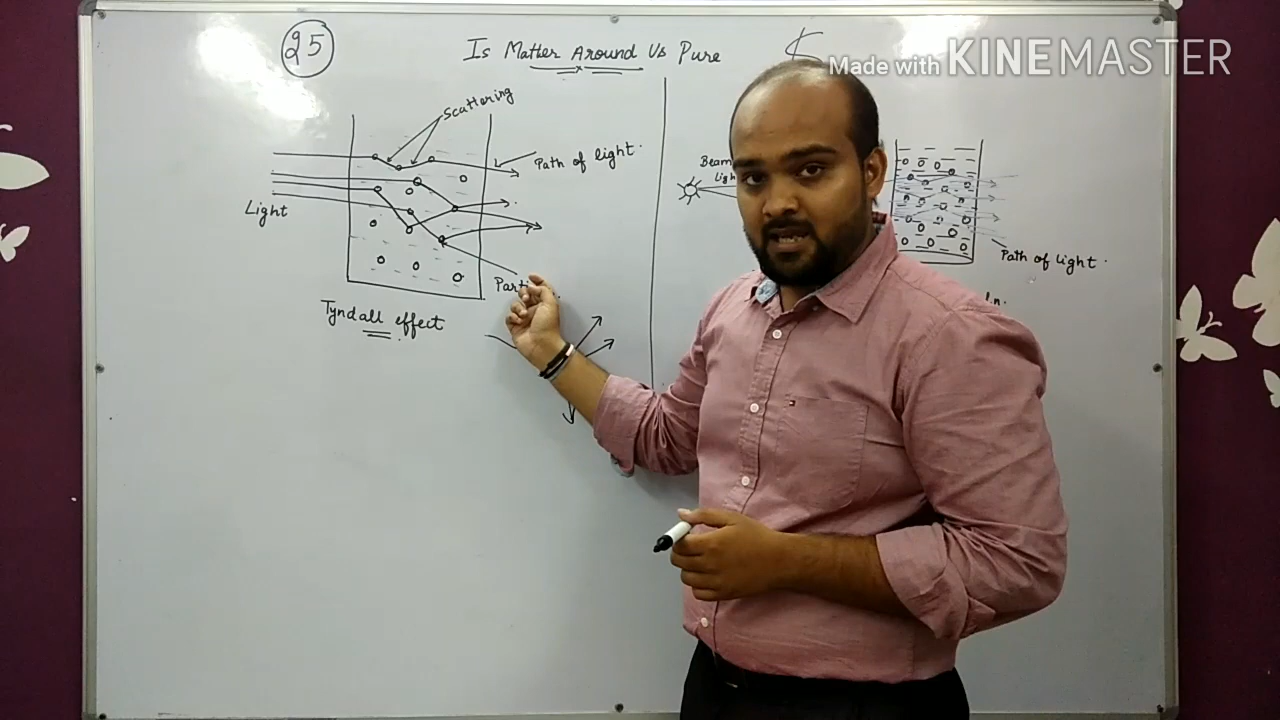 25
Is Matter Around Us Pure
Made with KINEMASTER
Scattering
Path of light.
Light
Tyndall effect
Beam
Path of light.